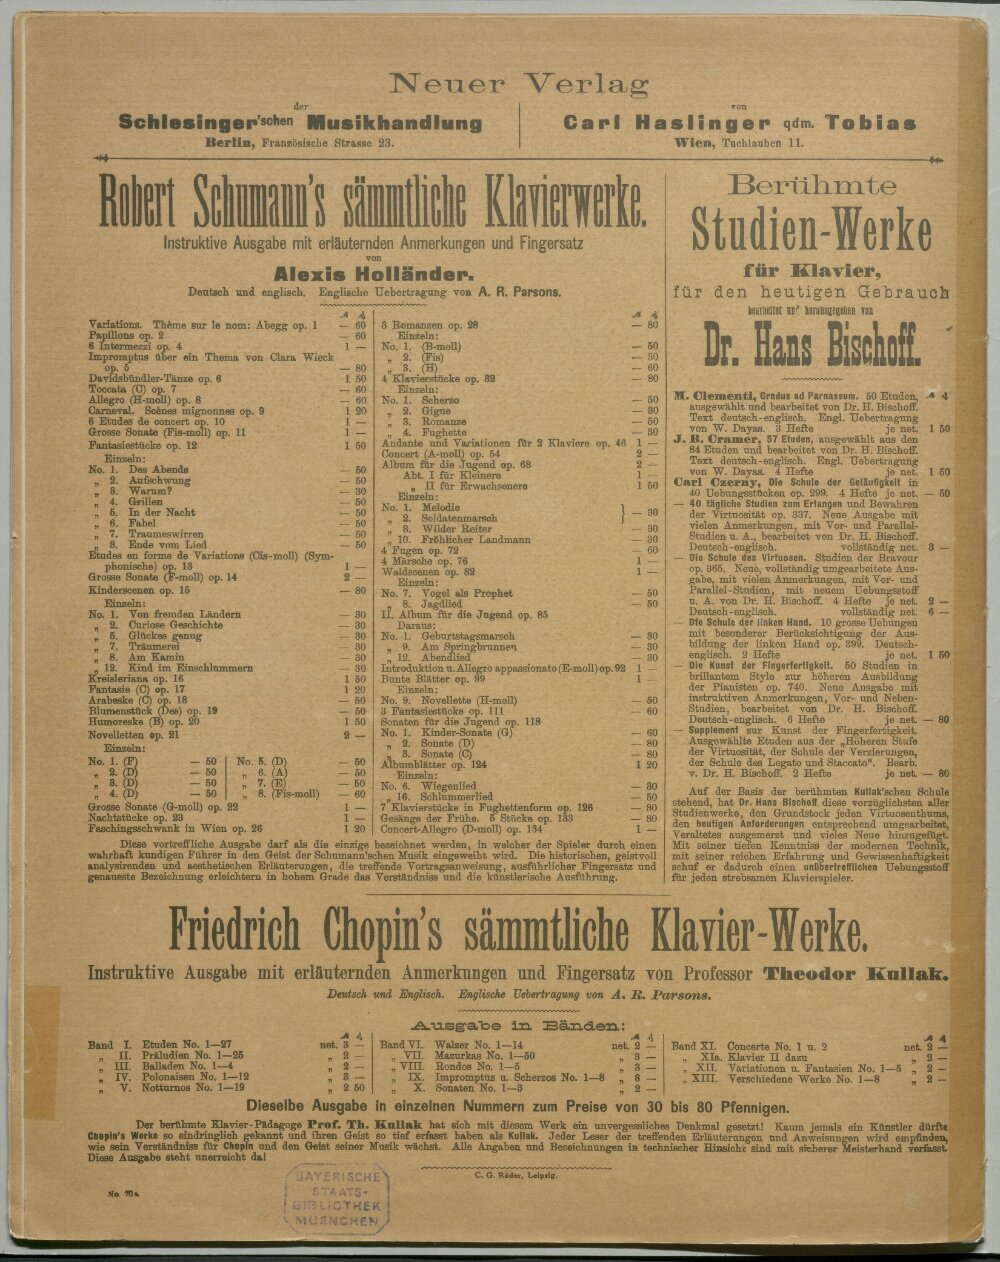 Neuer Verlag
der
Schlesinger'schen Musikhandlung
Berlin, Französische Strasse 23.
von
Carl Haslinger qdm. Tobias
Wien, Tuchlauben 11.
Robert Schumann's sämmtliche Klavierwerke.
Instruktive Ausgabe mit erläuternden Anmerkungen und Fingersatz
von
Alexis Holländer.
Deutsch und englisch. Englische Uebertragung von A. R. Parsons.
Variations. Thème sur le nom: Abegg op. 1 — 60
Papillons op. 2 — 60
6 Intermezzi op. 4 1 —
Impromptus über ein Thema von Clara Wieck
op. 5 — 80
Davidsbündler-Tänze op. 6 1 50
Toccata (C) op. 7 — 60
Allegro (H-moll) op. 8 — 60
Carneval. Scènes mignonnes op. 9 1 20
6 Etudes de concert op. 10 1 —
Grosse Sonate (Fis-moll) op. 11 1 —
Fantasiestücke op. 12 1 50
Einzeln:
No. 1. Des Abends — 50
„ 2. Aufschwung — 50
„ 3. Warum? — 30
„ 4. Grillen — 50
„ 5. In der Nacht — 50
„ 6. Fabel — 50
„ 7. Traumeswirren — 50
„ 8. Ende vom Lied — 50
Etudes en forme de Variations (Cis-moll) (Sym-
phonische) op. 13 1 —
Grosse Sonate (F-moll) op. 14 2 —
Kinderscenen op. 15 — 80
Einzeln:
No. 1. Von fremden Ländern — 30
„ 2. Curiose Geschichte — 30
„ 5. Glückes genug — 30
„ 7. Träumerei — 30
„ 8. Am Kamin — 30
„ 12. Kind im Einschlummern — 30
Kreisleriana op. 16 1 50
Fantasie (C) op. 17 1 20
Arabeske (C) op. 18 — 50
Blumenstück (Des) op. 19 — 50
Humoreske (B) op. 20 1 50
Novelletten op. 21 2 —
Einzeln:
No. 1. (F) — 50 No. 5. (D) — 50
„ 2. (D) — 50 „ 6. (A) — 50
„ 3. (D) — 50 „ 7. (E) — 50
„ 4. (D) — 50 „ 8. (Fis-moll) — 60
Grosse Sonate (G-moll) op. 22 1 —
Nachtstücke op. 23 1 —
Faschingsschwank in Wien op. 26 1 20
3 Romanzen op. 28 — 80
Einzeln:
No. 1. (B-moll) — 50
„ 2. (Fis) — 30
„ 3. (H) — 60
4 Klavierstücke op. 32 — 80
Einzeln:
No. 1. Scherzo — 50
„ 2. Gigue — 30
„ 3. Romanze — 50
„ 4. Fughette — 30
Andante und Variationen für 2 Klaviere op. 46 1 —
Concert (A-moll) op. 54 2 —
Album für die Jugend op. 68 2 —
Abt. I für Kleinere 1 —
„ II für Erwachsenere 1 50
Einzeln:
No. 1. Melodie
„ 2. Soldatenmarsch } — 30
„ 8. Wilder Reiter — 30
„ 10. Fröhlicher Landmann — 30
4 Fugen op. 72 — 60
4 Märsche op. 76 1 —
Waldscenen op. 82 1 —
Einzeln:
No. 7. Vogel als Prophet — 50
„ 8. Jagdlied — 50
II. Album für die Jugend op. 85
Daraus:
No. 1. Geburtstagsmarsch — 30
„ 9. Am Springbrunnen — 30
„ 12. Abendlied — 30
Introduktion u. Allegro appassionato (E-moll) op. 92 1 —
Bunte Blätter op. 99 1 —
Einzeln:
No. 9. Novellette (H-moll) — 50
3 Fantasiestücke op. 111 — 60
Sonaten für die Jugend op. 118
No. 1. Kinder-Sonate (G) — 60
„ 2. Sonate (D) — 80
„ 3. Sonate (C) — 80
Albumblätter op. 124 1 20
Einzeln:
No. 6. Wiegenlied — 30
„ 16. Schlummerlied — 50
7 Klavierstücke in Fughettenform op. 126 — 80
Gesänge der Frühe. 5 Stücke op. 133 — 80
Concert-Allegro (D-moll) op. 134 1 —
Diese vortreffliche Ausgabe darf als die einzige bezeichnet werden, in welcher der Spieler durch einen
wahrhaft kundigen Führer in den Geist der Schumann'schen Musik eingeweiht wird. Die historischen, geistvoll
analysirenden und aesthetischen Erläuterungen, die treffende Vortragsanweisung, ausführlicher Fingersatz und
genaueste Bezeichnung erleichtern in hohem Grade das Verständniss und die künstlerische Ausführung.
Berühmte
Studien-Werke
für Klavier,
für den heutigen Gebrauch
bearbeitet und herausgegeben von
Dr. Hans Bischoff.
M. Clementi, Gradus ad Parnassum. 50 Etuden,
ausgewählt und bearbeitet von Dr. H. Bischoff.
Text deutsch-englisch. Engl. Uebertragung
von W. Dayas. 3 Hefte je net. 1 50
J. B. Cramer, 57 Etuden, ausgewählt aus den
84 Etuden und bearbeitet von Dr. H. Bischoff.
Text deutsch-englisch. Engl. Uebertragung
von W. Dayas. 4 Hefte je net. 1 50
Carl Czerny, Die Schule der Geläufigkeit in
40 Uebungsstücken op. 299. 4 Hefte je net. — 50
— 40 tägliche Studien zum Erlangen und Bewahren
der Virtuosität op. 337. Neue Ausgabe mit
vielen Anmerkungen, mit Vor- und Parallel-
Studien u. A., bearbeitet von Dr. H. Bischoff.
Deutsch-englisch. vollständig net. 3 —
— Die Schule des Virtuosen. Studien der Bravour
op. 365. Neue, vollständig umgearbeitete Aus-
gabe, mit vielen Anmerkungen, mit Vor- und
Parallel-Studien, mit neuem Uebungsstoff
u. A. von Dr. H. Bischoff. 4 Hefte je net. 2 —
Deutsch-englisch. vollständig net. 6 —
— Die Schule der linken Hand. 10 grosse Uebungen
mit besonderer Berücksichtigung der Aus-
bildung der linken Hand op. 399. Deutsch-
englisch. 2 Hefte je net. 1 50
— Die Kunst der Fingerfertigkeit. 50 Studien in
brillantem Style zur höheren Ausbildung
der Pianisten op. 740. Neue Ausgabe mit
instruktiven Anmerkungen, Vor- und Neben-
Studien, bearbeitet von Dr. H. Bischoff.
Deutsch-englisch. 6 Hefte je net. — 80
— Supplement zur Kunst der Fingerfertigkeit.
Ausgewählte Etuden aus der „Höheren Stufe
der Virtuosität, der Schule der Verzierungen,
der Schule des Legato und Staccato“. Bearb.
v. Dr. H. Bischoff. 2 Hefte je net. — 80
Auf der Basis der berühmten Kullak'schen Schule
stehend, hat Dr. Hans Bischoff diese vorzüglichsten aller
Studienwerke, den Grundstock jeden Virtuosenthums,
den heutigen Anforderungen entsprechend umgearbeitet,
Veraltetes ausgemerzt und vieles Neue hinzugefügt.
Mit seiner tiefen Kenntniss der modernen Technik,
mit seiner reichen Erfahrung und Gewissenhaftigkeit
schuf er dadurch einen unübertrefflichen Uebungsstoff
für jeden strebsamen Klavierspieler.
Friedrich Chopin's sämmtliche Klavier-Werke.
Instruktive Ausgabe mit erläuternden Anmerkungen und Fingersatz von Professor Theodor Kullak.
Deutsch und Englisch. Englische Uebertragung von A. R. Parsons.
Ausgabe in Bänden:
Band I. Etuden No. 1—27 net. 3 —
„ II. Präludien No. 1—25 „ 2 —
„ III. Balladen No. 1—4 „ 2 —
„ IV. Polonaisen No. 1—12 „ 3 —
„ V. Notturnos No. 1—19 „ 2 50
Band VI. Walzer No. 1—14 net. 2 —
„ VII. Mazurkas No. 1—50 „ 3 —
„ VIII. Rondos No. 1—5 „ 3 —
„ IX. Impromptus u. Scherzos No. 1—8 „ 3 —
„ X. Sonaten No. 1—3 „ 2 —
Band XI. Concerte No. 1 u. 2 net. 2 —
„ XIa. Klavier II dazu „ 2 —
„ XII. Variationen u. Fantasien No. 1—5 „ 2 —
„ XIII. Verschiedene Werke No. 1—8 „ 2 —
Dieselbe Ausgabe in einzelnen Nummern zum Preise von 30 bis 80 Pfennigen.
Der berühmte Klavier-Pädagoge Prof. Th. Kullak hat sich mit diesem Werk ein unvergessliches Denkmal gesetzt! Kaum jemals ein Künstler dürfte
Chopin's Werke so eindringlich gekannt und ihren Geist so tief erfasst haben als Kullak. Jeder Leser der treffenden Erläuterungen und Anweisungen wird empfinden,
wie sein Verständniss für Chopin und den Geist seiner Musik wächst. Alle Angaben und Bezeichnungen in technischer Hinsicht sind mit sicherer Meisterhand verfasst.
Diese Ausgabe steht unerreicht da!
C. G. Röder, Leipzig.
No. 70a.
BAYERISCHE
STAATS-
BIBLIOTHEK
MUENCHEN